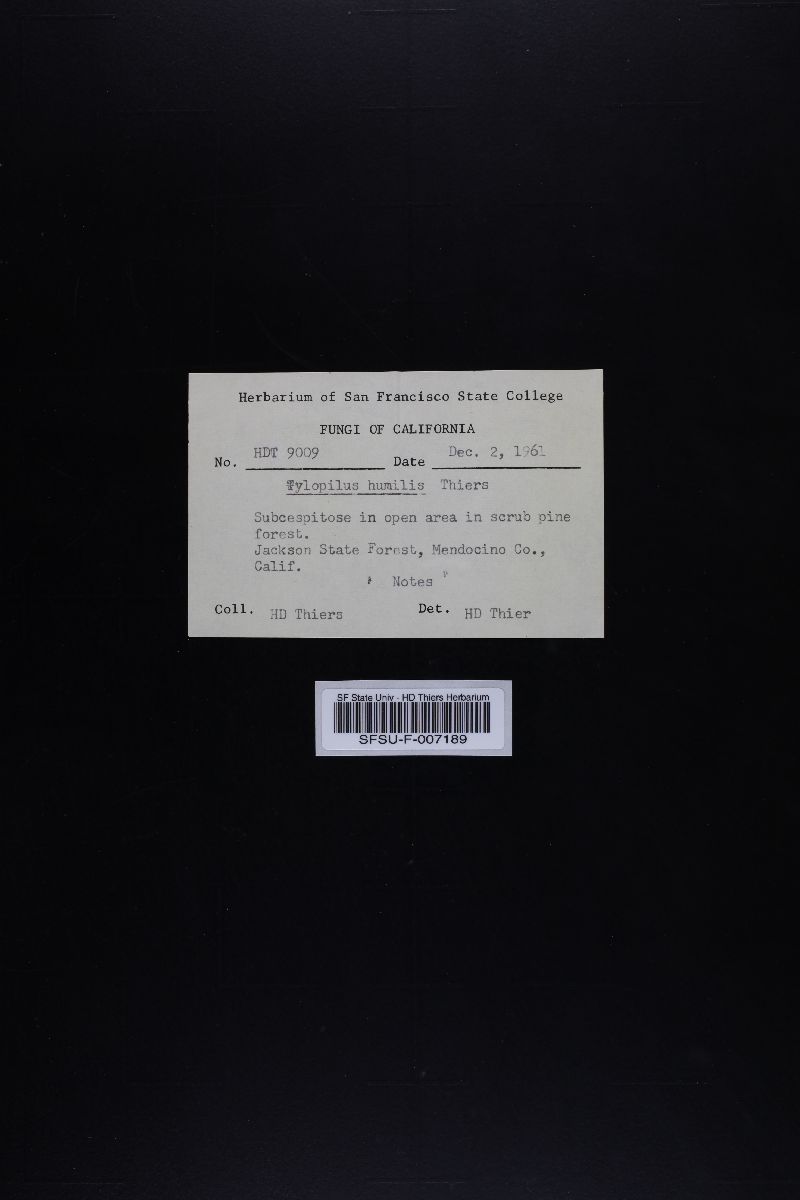 Herbarium of San Francisco State College
FUNGI OF CALIFORNIA
No. HDT 9009 Date Dec. 2, 1961
Tylopilus humilis Thiers
Subcespitose in open area in scrub pine
forest.
Jackson State Forest, Mendocino Co.,
Calif.
Notes
Coll. HD Thiers Det. HD Thier
SF State Univ - HD Thiers Herbarium
SFSU-F-007189